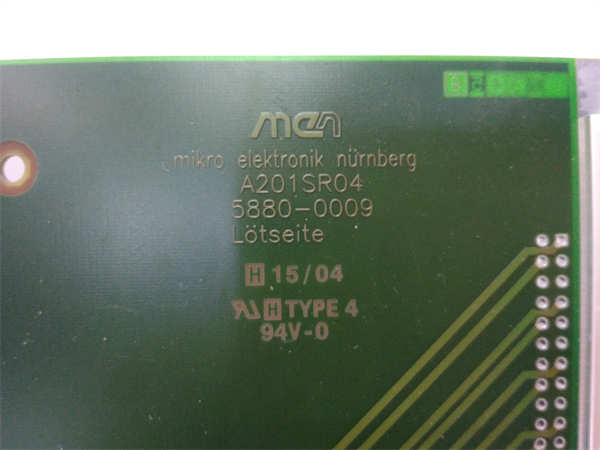 men
mikro elektronik nürnberg
A201SR04
5880-0009
Lötseite
H 15/04
H TYPE 4
94V-0